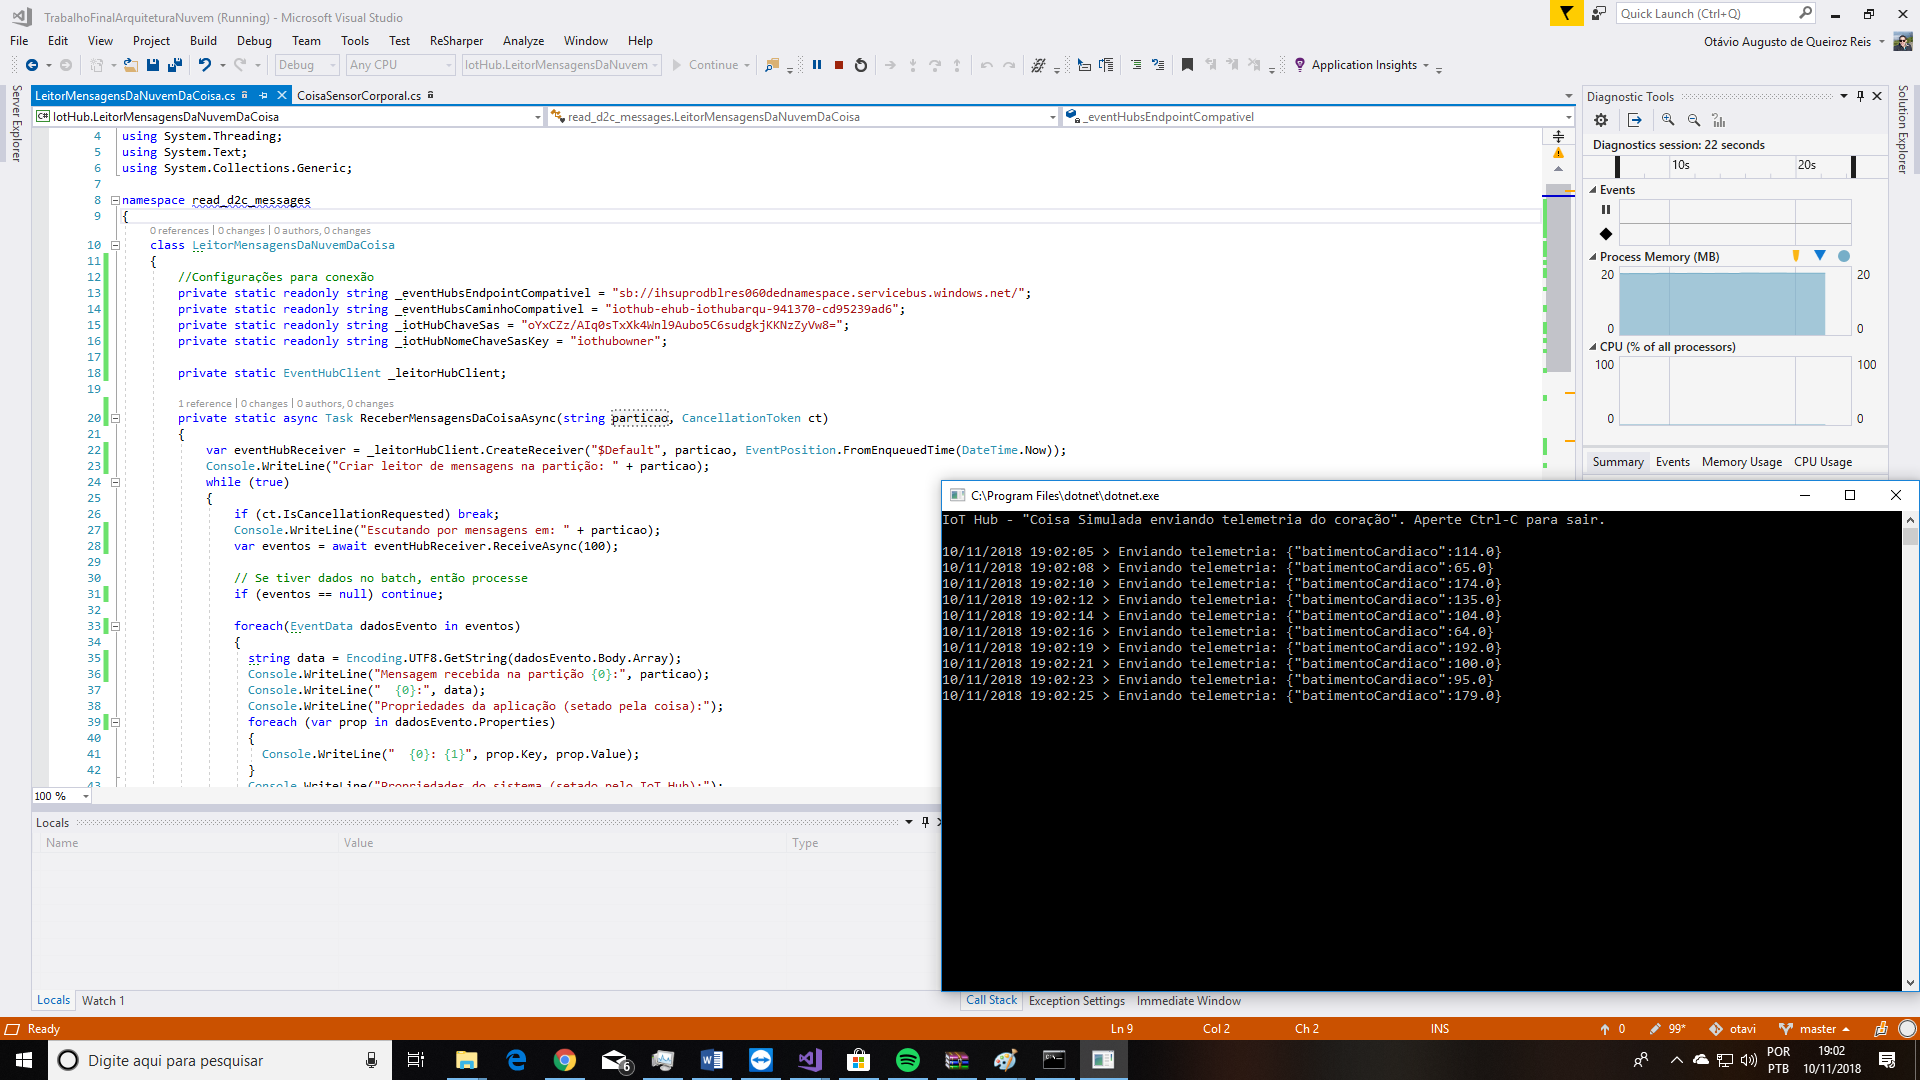 TrabalhoFinalArquiteturaNuvem (Running) - Microsoft Visual Studio
Quick Launch (Ctrl+Q)
File Edit View Project Build Debug Team Tools Test ReSharper Analyze Window Help
Otávio Augusto de Queiroz Reis
Debug Any CPU IotHub.LeitorMensagensDaNuvem Continue Application Insights
Server Explorer
LeitorMensagensDaNuvemDaCoisa.cs CoisaSensorCorporal.cs
C# IotHub.LeitorMensagensDaNuvemDaCoisa read_d2c_messages.LeitorMensagensDaNuvemDaCoisa _eventHubsEndpointCompativel
4 using System.Threading;
5 using System.Text;
6 using System.Collections.Generic;
7
8 namespace read_d2c_messages
9 {
0 references | 0 changes | 0 authors, 0 changes
10 class LeitorMensagensDaNuvemDaCoisa
11 {
12 //Configurações para conexão
13 private static readonly string _eventHubsEndpointCompativel = "sb://ihsuprodblres060dednamespace.servicebus.windows.net/";
14 private static readonly string _eventHubsCaminhoCompativel = "iothub-ehub-iothubarqu-941370-cd95239ad6";
15 private static readonly string _iotHubChaveSas = "oYxCZz/AIq0sTxXk4Wnl9Aubo5C6sudgkjKKNzZyVw8=";
16 private static readonly string _iotHubNomeChaveSasKey = "iothubowner";
17
18 private static EventHubClient _leitorHubClient;
19
1 reference | 0 changes | 0 authors, 0 changes
20 private static async Task ReceberMensagensDaCoisaAsync(string particao, CancellationToken ct)
21 {
22 var eventHubReceiver = _leitorHubClient.CreateReceiver("$Default", particao, EventPosition.FromEnqueuedTime(DateTime.Now));
23 Console.WriteLine("Criar leitor de mensagens na partição: " + particao);
24 while (true)
25 {
26 if (ct.IsCancellationRequested) break;
27 Console.WriteLine("Escutando por mensagens em: " + particao);
28 var eventos = await eventHubReceiver.ReceiveAsync(100);
29
30 // Se tiver dados no batch, então processe
31 if (eventos == null) continue;
32
33 foreach(EventData dadosEvento in eventos)
34 {
35 string data = Encoding.UTF8.GetString(dadosEvento.Body.Array);
36 Console.WriteLine("Mensagem recebida na partição {0}:", particao);
37 Console.WriteLine("  {0}:", data);
38 Console.WriteLine("Propriedades da aplicação (setado pela coisa):");
39 foreach (var prop in dadosEvento.Properties)
40 {
41 Console.WriteLine("  {0}: {1}", prop.Key, prop.Value);
42 }
43 Console.WriteLine("Propriedades do sistema (setado pelo IoT Hub):");
100 %
Locals
Name Value Type
Locals Watch 1
Call Stack Exception Settings Immediate Window
Diagnostic Tools
Diagnostics session: 22 seconds
10s 20s
Events
Process Memory (MB)
20 20
0 0
CPU (% of all processors)
100 100
0 0
Summary Events Memory Usage CPU Usage
Solution Explorer
C:\Program Files\dotnet\dotnet.exe
IoT Hub - "Coisa Simulada enviando telemetria do coração". Aperte Ctrl-C para sair.
10/11/2018 19:02:05 > Enviando telemetria: {"batimentoCardiaco":114.0}
10/11/2018 19:02:08 > Enviando telemetria: {"batimentoCardiaco":65.0}
10/11/2018 19:02:10 > Enviando telemetria: {"batimentoCardiaco":174.0}
10/11/2018 19:02:12 > Enviando telemetria: {"batimentoCardiaco":135.0}
10/11/2018 19:02:14 > Enviando telemetria: {"batimentoCardiaco":104.0}
10/11/2018 19:02:16 > Enviando telemetria: {"batimentoCardiaco":64.0}
10/11/2018 19:02:19 > Enviando telemetria: {"batimentoCardiaco":192.0}
10/11/2018 19:02:21 > Enviando telemetria: {"batimentoCardiaco":100.0}
10/11/2018 19:02:23 > Enviando telemetria: {"batimentoCardiaco":95.0}
10/11/2018 19:02:25 > Enviando telemetria: {"batimentoCardiaco":179.0}
Ready Ln 9 Col 2 Ch 2 INS 0 99* otavi master
Digite aqui para pesquisar
6
POR
PTB
19:02
10/11/2018